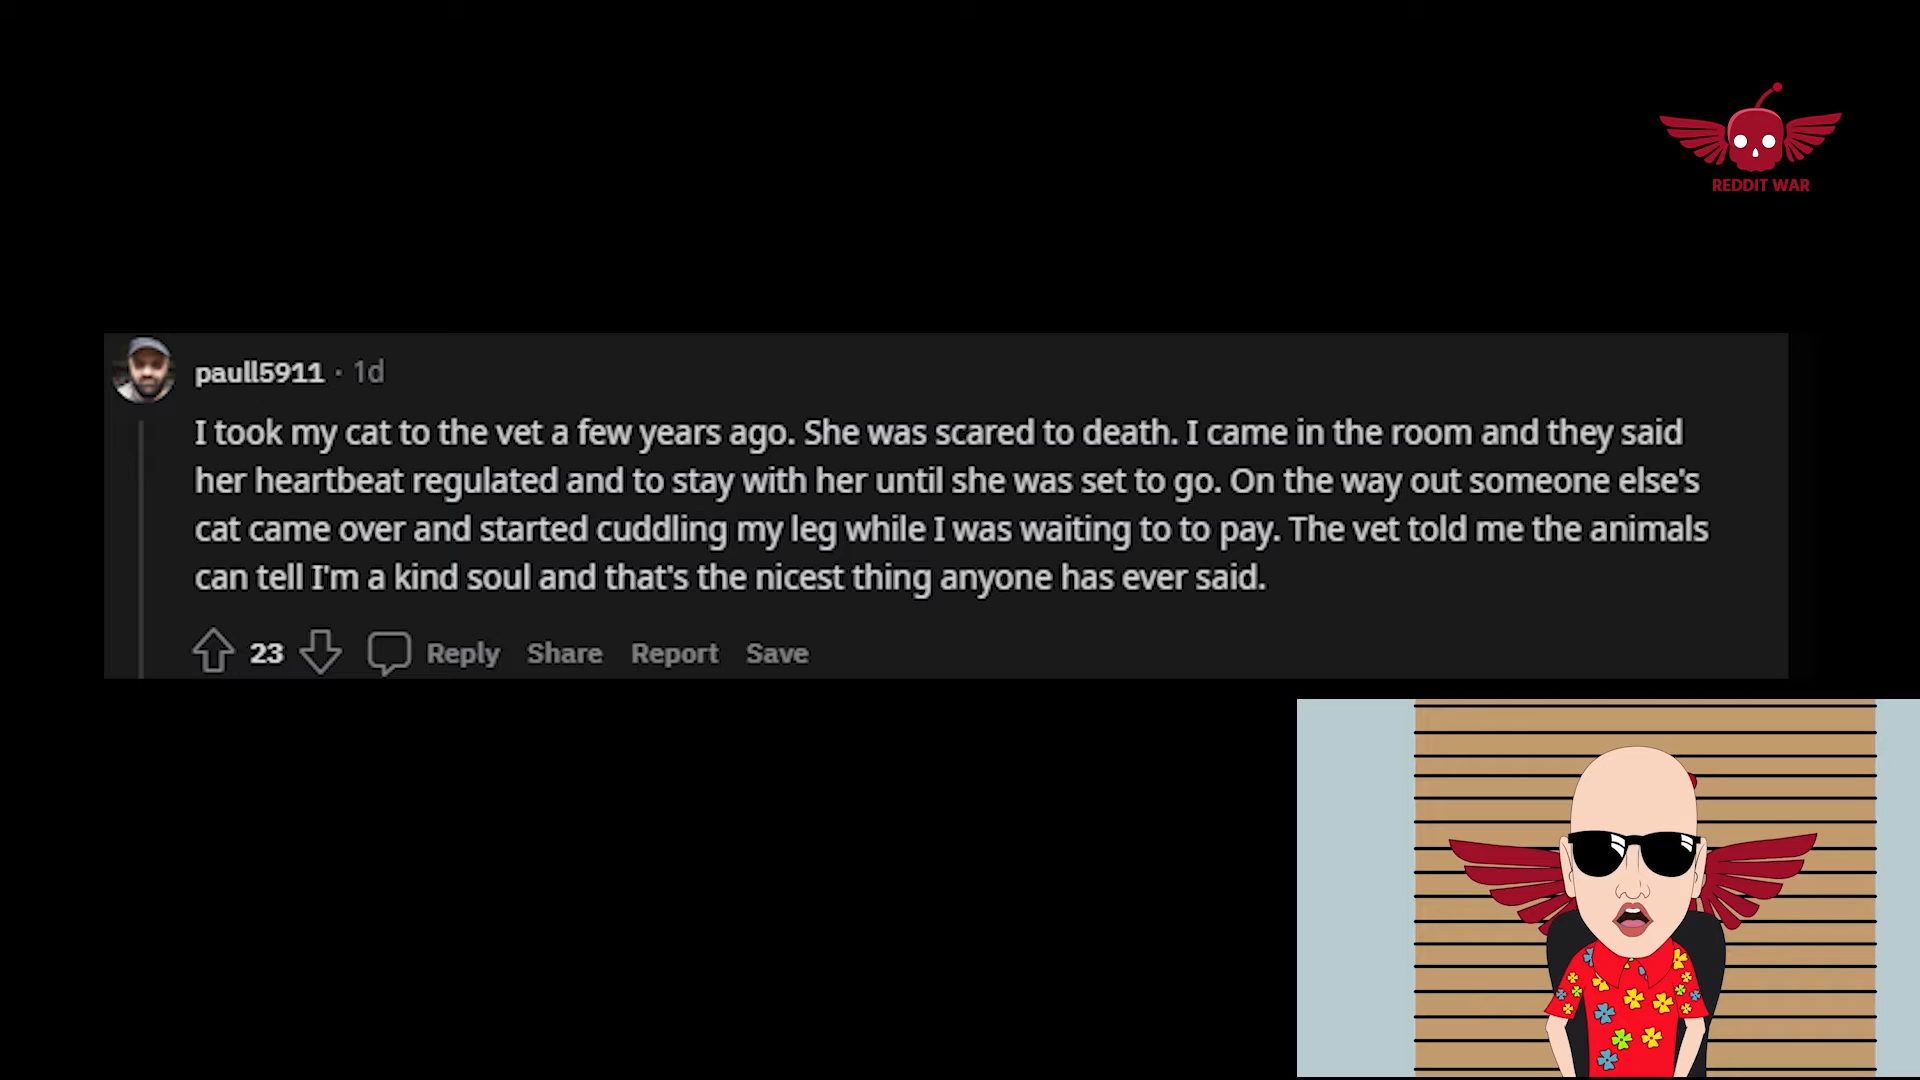 REDDIT WAR
paull5911 · 1d
I took my cat to the vet a few years ago. She was scared to death. I came in the room and they said
her heartbeat regulated and to stay with her until she was set to go. On the way out someone else's
cat came over and started cuddling my leg while I was waiting to to pay. The vet told me the animals
can tell I'm a kind soul and that's the nicest thing anyone has ever said.
23 Reply Share Report Save